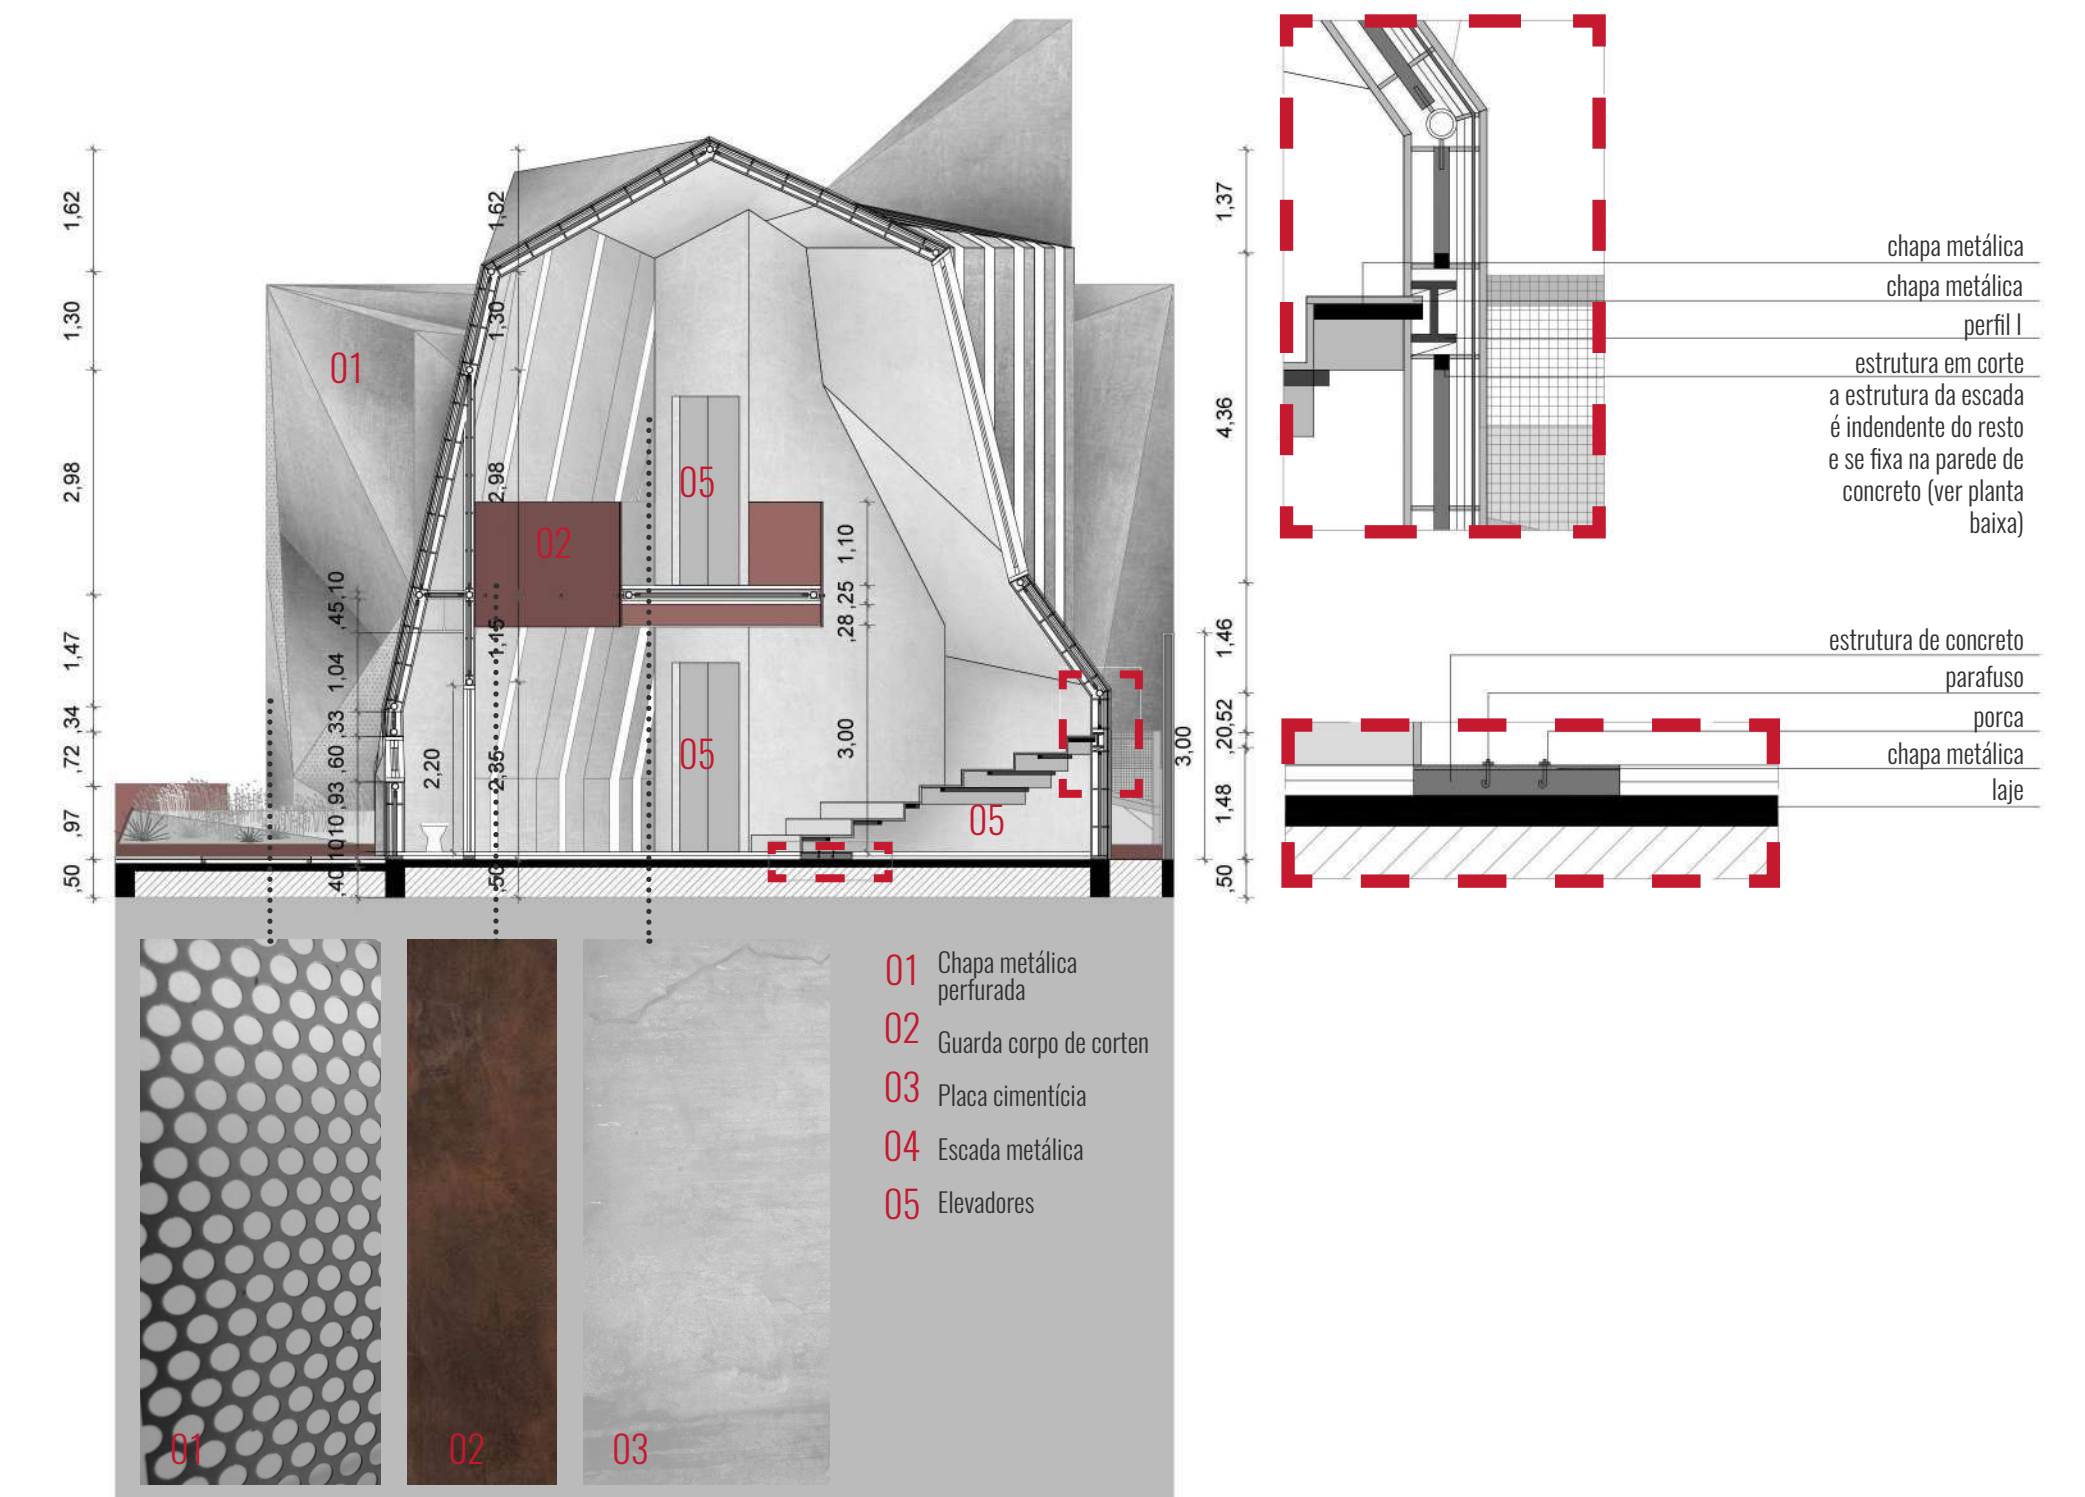 1,62
1,30
2,98
1,47
,34
,72
,97
,50
01
,10
,45
1,04
,33
,60
,93
,10
,10
,40
1,62
1,30
2,98
1,15
2,35
,50
2,20
02
05
05
05
1,10
,25
,28
3,00
3,00
1,37
4,36
1,46
,52
,20
1,48
,50
chapa metálica
chapa metálica
perfil I
estrutura em corte
a estrutura da escada
é indendente do resto
e se fixa na parede de
concreto (ver planta
baixa)
estrutura de concreto
parafuso
porca
chapa metálica
laje
01
02
03
01 Chapa metálica
perfurada
02 Guarda corpo de corten
03 Placa cimentícia
04 Escada metálica
05 Elevadores